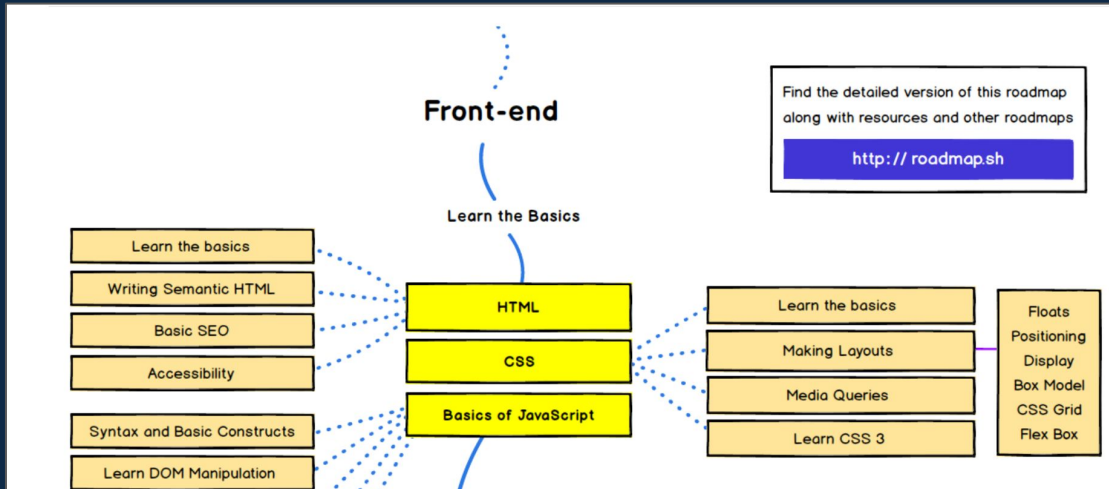 Front-end
Find the detailed version of this roadmap
along with resources and other roadmaps
http:// roadmap.sh
Learn the Basics
Learn the basics
Writing Semantic HTML
Basic SEO
Accessibility
HTML
CSS
Basics of JavaScript
Learn the basics
Making Layouts
Media Queries
Learn CSS 3
Floats
Positioning
Display
Box Model
CSS Grid
Flex Box
Syntax and Basic Constructs
Learn DOM Manipulation